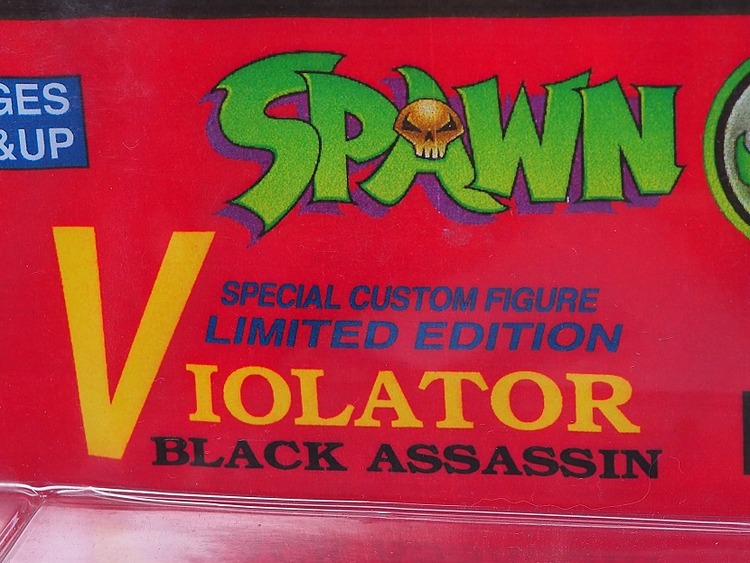 GES
&UP
SPAWN
SPECIAL CUSTOM FIGURE
LIMITED EDITION
VIOLATOR
BLACK ASSASSIN